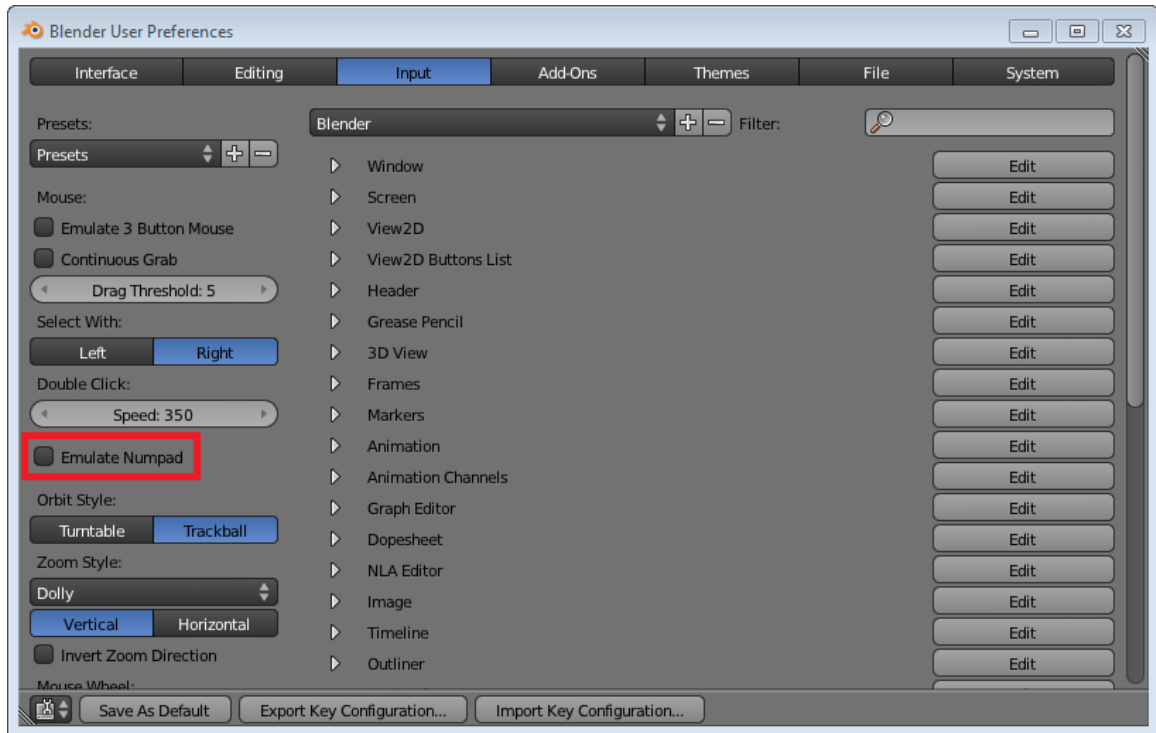 Blender User Preferences
Interface Editing Input Add-Ons Themes File System
Presets:
Presets
Mouse:
Emulate 3 Button Mouse
Continuous Grab
Drag Threshold: 5
Select With:
Left Right
Double Click:
Speed: 350
Emulate Numpad
Orbit Style:
Turntable Trackball
Zoom Style:
Dolly
Vertical Horizontal
Invert Zoom Direction
Mouse Wheel:
Blender Filter:
Window Edit
Screen Edit
View2D Edit
View2D Buttons List Edit
Header Edit
Grease Pencil Edit
3D View Edit
Frames Edit
Markers Edit
Animation Edit
Animation Channels Edit
Graph Editor Edit
Dopesheet Edit
NLA Editor Edit
Image Edit
Timeline Edit
Outliner Edit
Save As Default Export Key Configuration... Import Key Configuration...